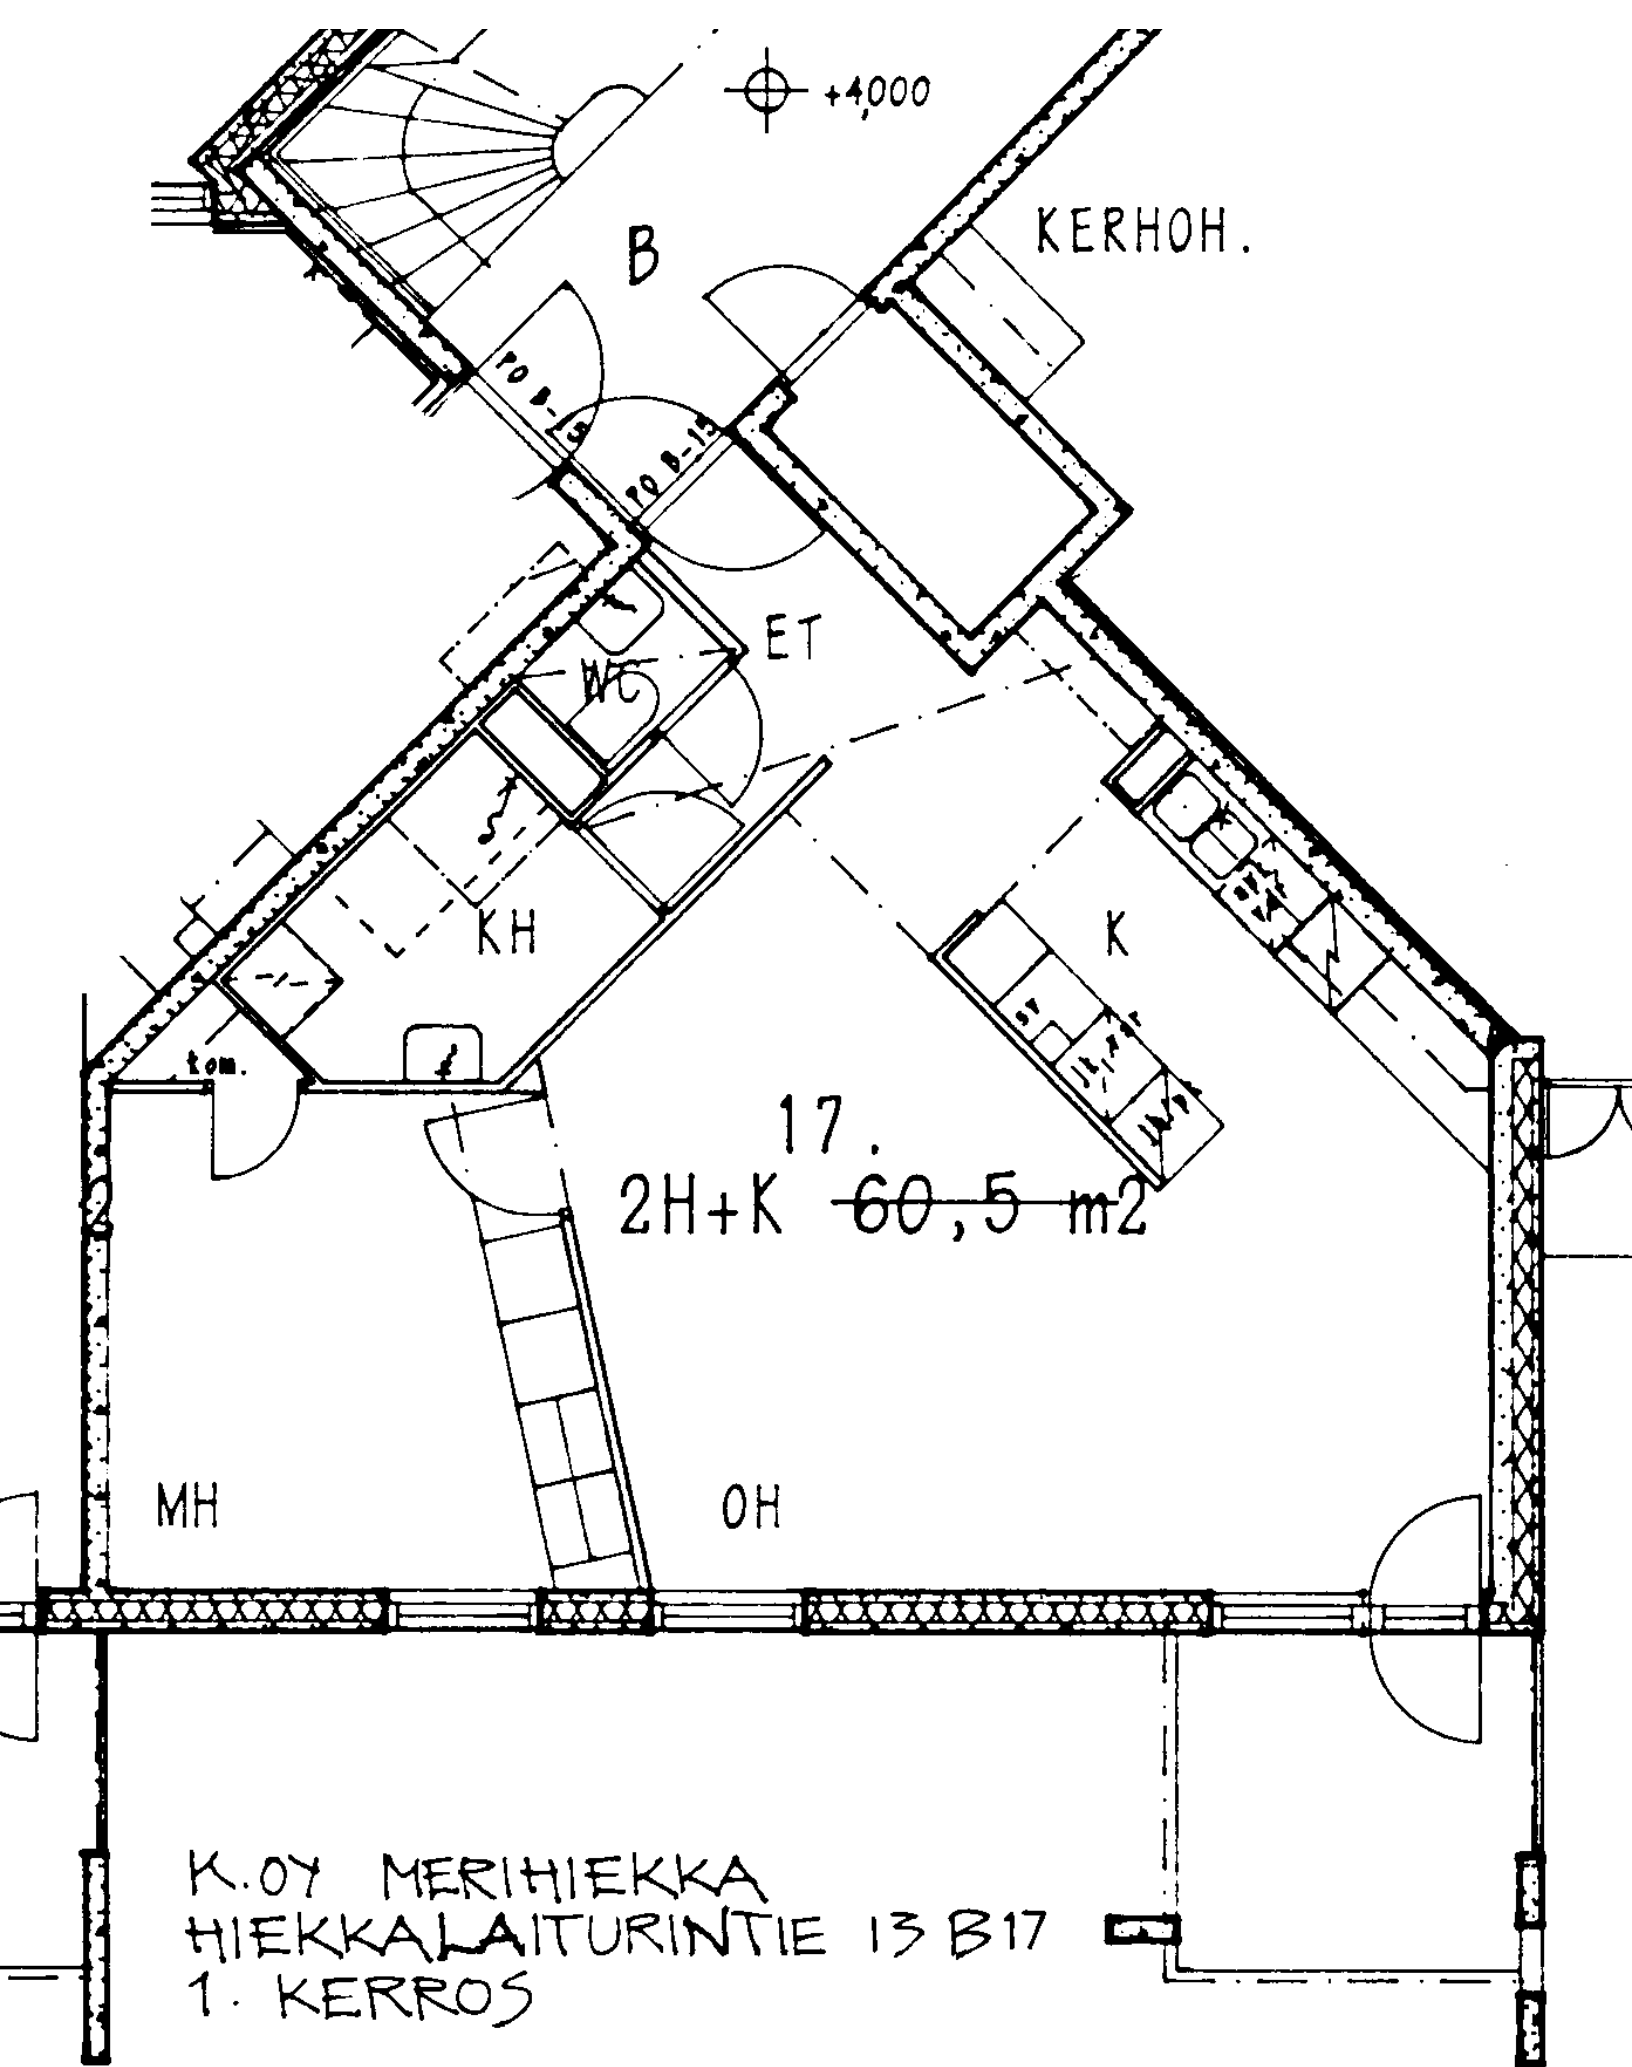 +4,000
KERHOH.
B
PO B-15
PO B-15
ET
WC
KH
K
kom.
17.
2H+K 60,5 m2
MH
OH
K.OY MERIHIEKKA
HIEKKALAITURINTIE 13 B17
1. KERROS